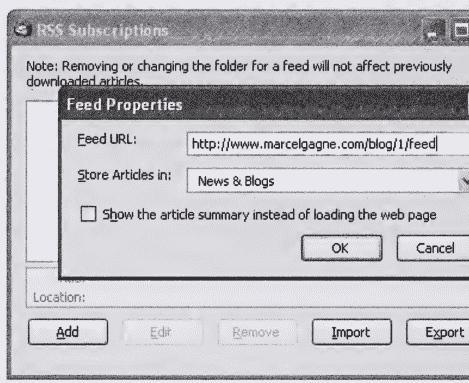 RSS Subscriptions
Note: Removing or changing the folder for a feed will not affect previously
downloaded articles.
Feed Properties
Feed URL:
http://www.marcelgagne.com/blog/1/feed
Store Articles in:
News & Blogs
Show the article summary instead of loading the web page
OK Cancel
Location:
Add Edit Remove Import Export